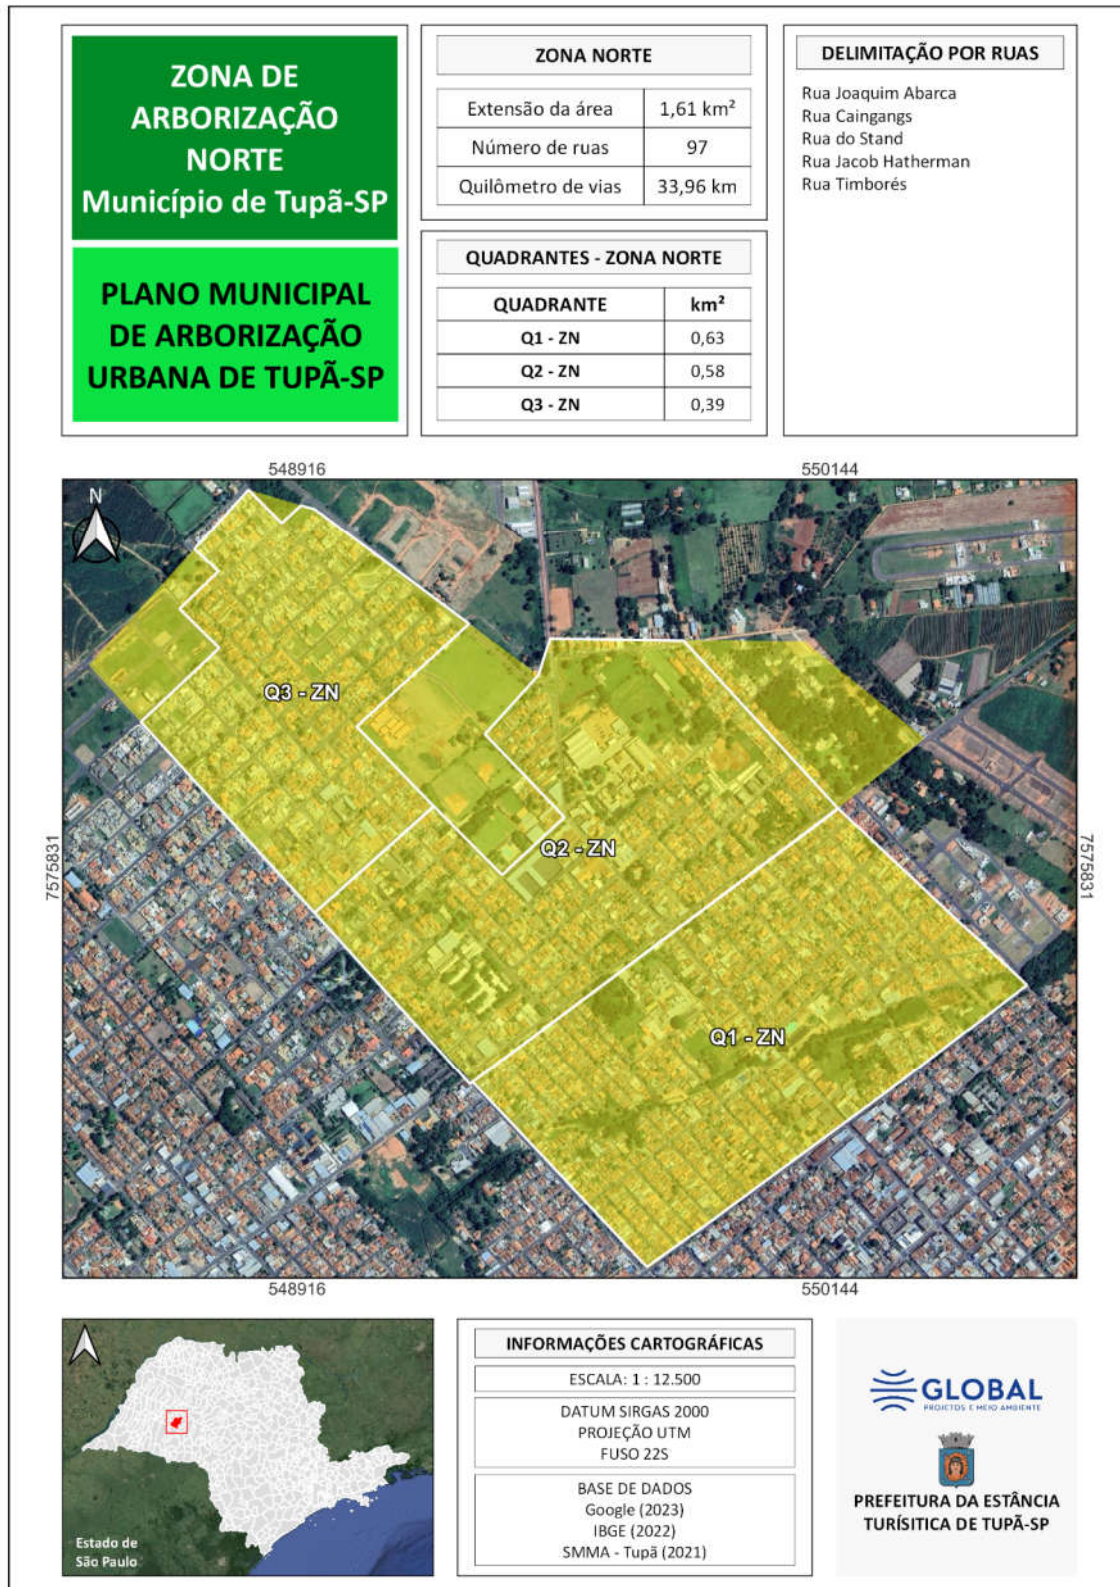 ZONA DE
ARBORIZAÇÃO
NORTE
Município de Tupã-SP
PLANO MUNICIPAL
DE ARBORIZAÇÃO
URBANA DE TUPÃ-SP
ZONA NORTE
Extensão da área 1,61 km²
Número de ruas 97
Quilômetro de vias 33,96 km
QUADRANTES - ZONA NORTE
QUADRANTE km²
Q1 - ZN 0,63
Q2 - ZN 0,58
Q3 - ZN 0,39
DELIMITAÇÃO POR RUAS
Rua Joaquim Abarca
Rua Caingangs
Rua do Stand
Rua Jacob Hatherman
Rua Timborés
548916 550144
N
Q3 - ZN
Q2 - ZN
Q1 - ZN
7575831
7575831
548916 550144
Estado de
São Paulo
INFORMAÇÕES CARTOGRÁFICAS
ESCALA: 1 : 12.500
DATUM SIRGAS 2000
PROJEÇÃO UTM
FUSO 22S
BASE DE DADOS
Google (2023)
IBGE (2022)
SMMA - Tupã (2021)
GLOBAL
PROJETOS E MEIO AMBIENTE
PREFEITURA DA ESTÂNCIA
TURÍSITICA DE TUPÃ-SP